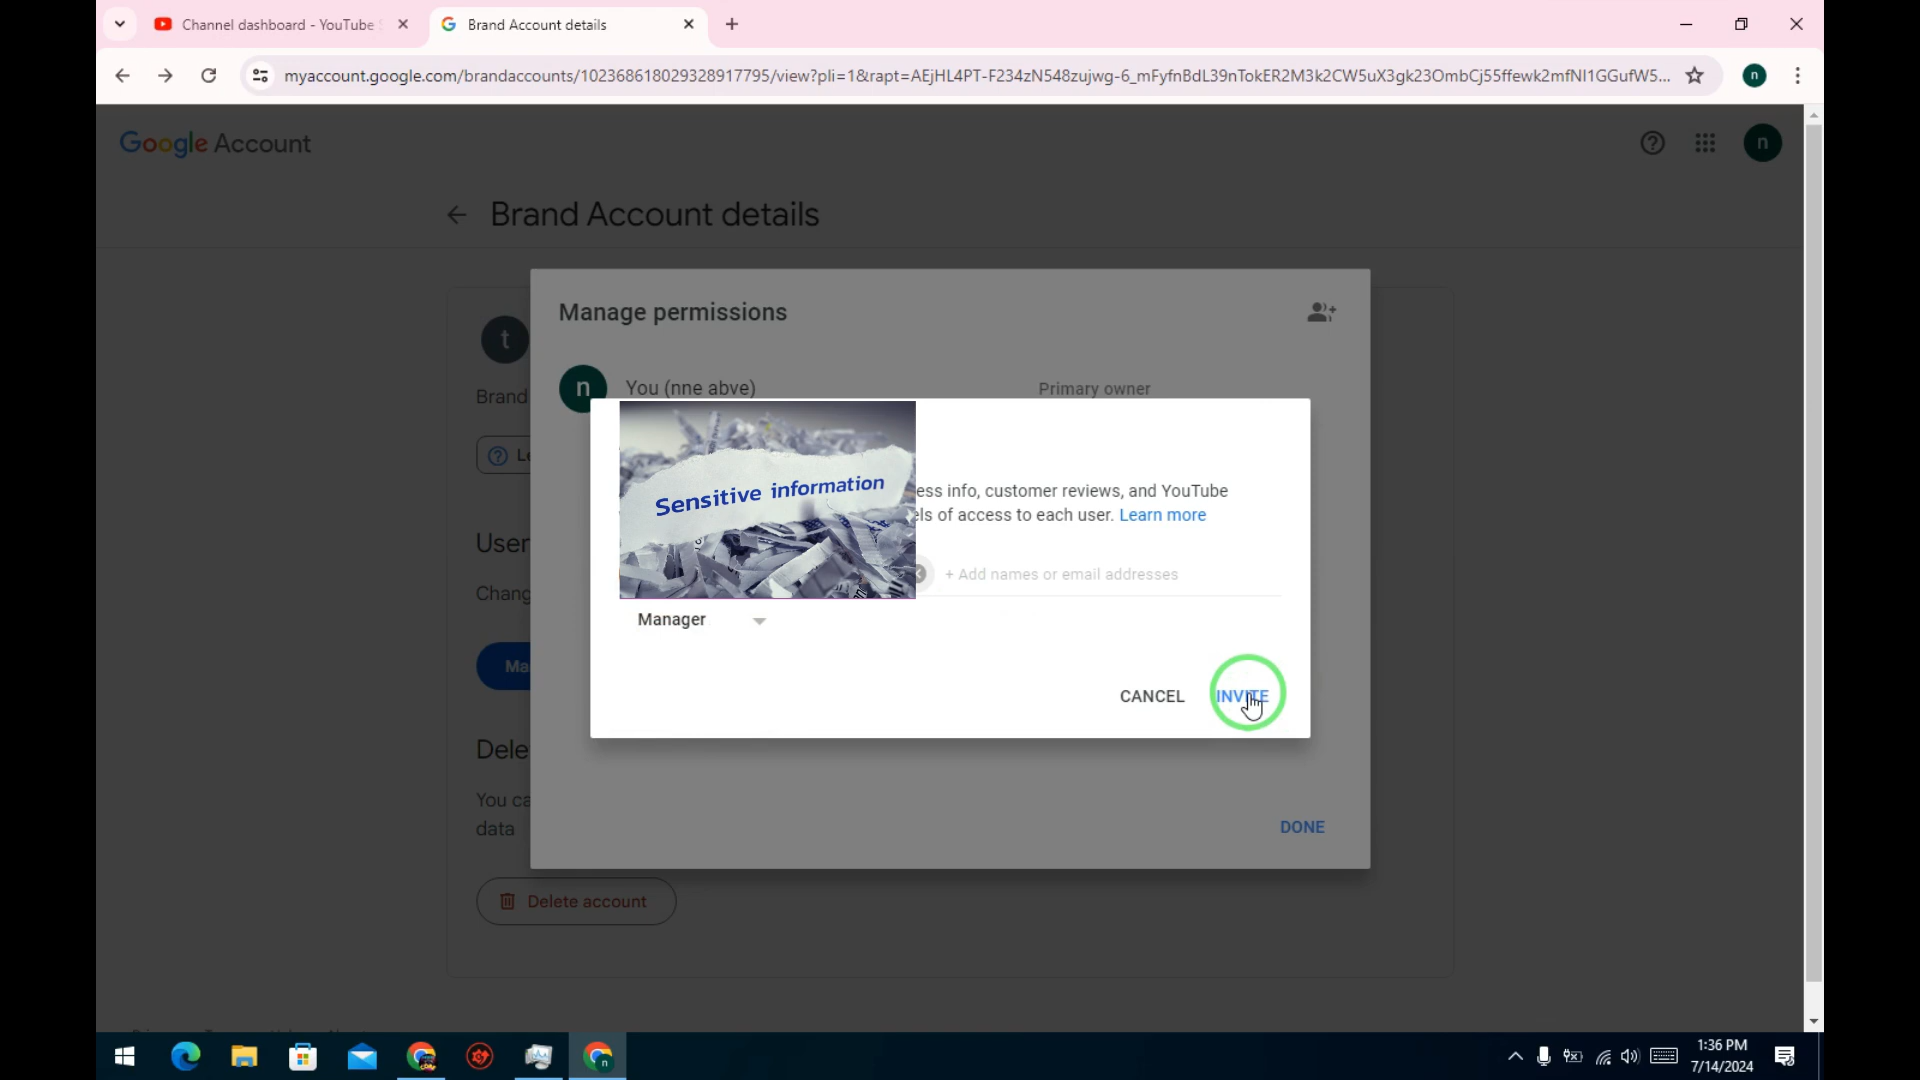 Channel dashboard - YouTube S
Brand Account details
myaccount.google.com/brandaccounts/102368618029328917795/view?pli=1&rapt=AEjHL4PT-F234zN548zujwg-6_mFyfnBdL39nTokER2M3k2CW5uX3gk23OmbCj55ffewk2mfNI1GGufW5...
n
Google Account
n
Brand Account details
Manage permissions
t
n
You (nne abve)
Primary owner
Brand
Sensitive information
ess info, customer reviews, and YouTube
els of access to each user. Learn more
+ Add names or email addresses
User
Chang
Manager
Ma
CANCEL
INVITE
Dele
You ca
data
DONE
Delete account
1:36 PM
7/14/2024